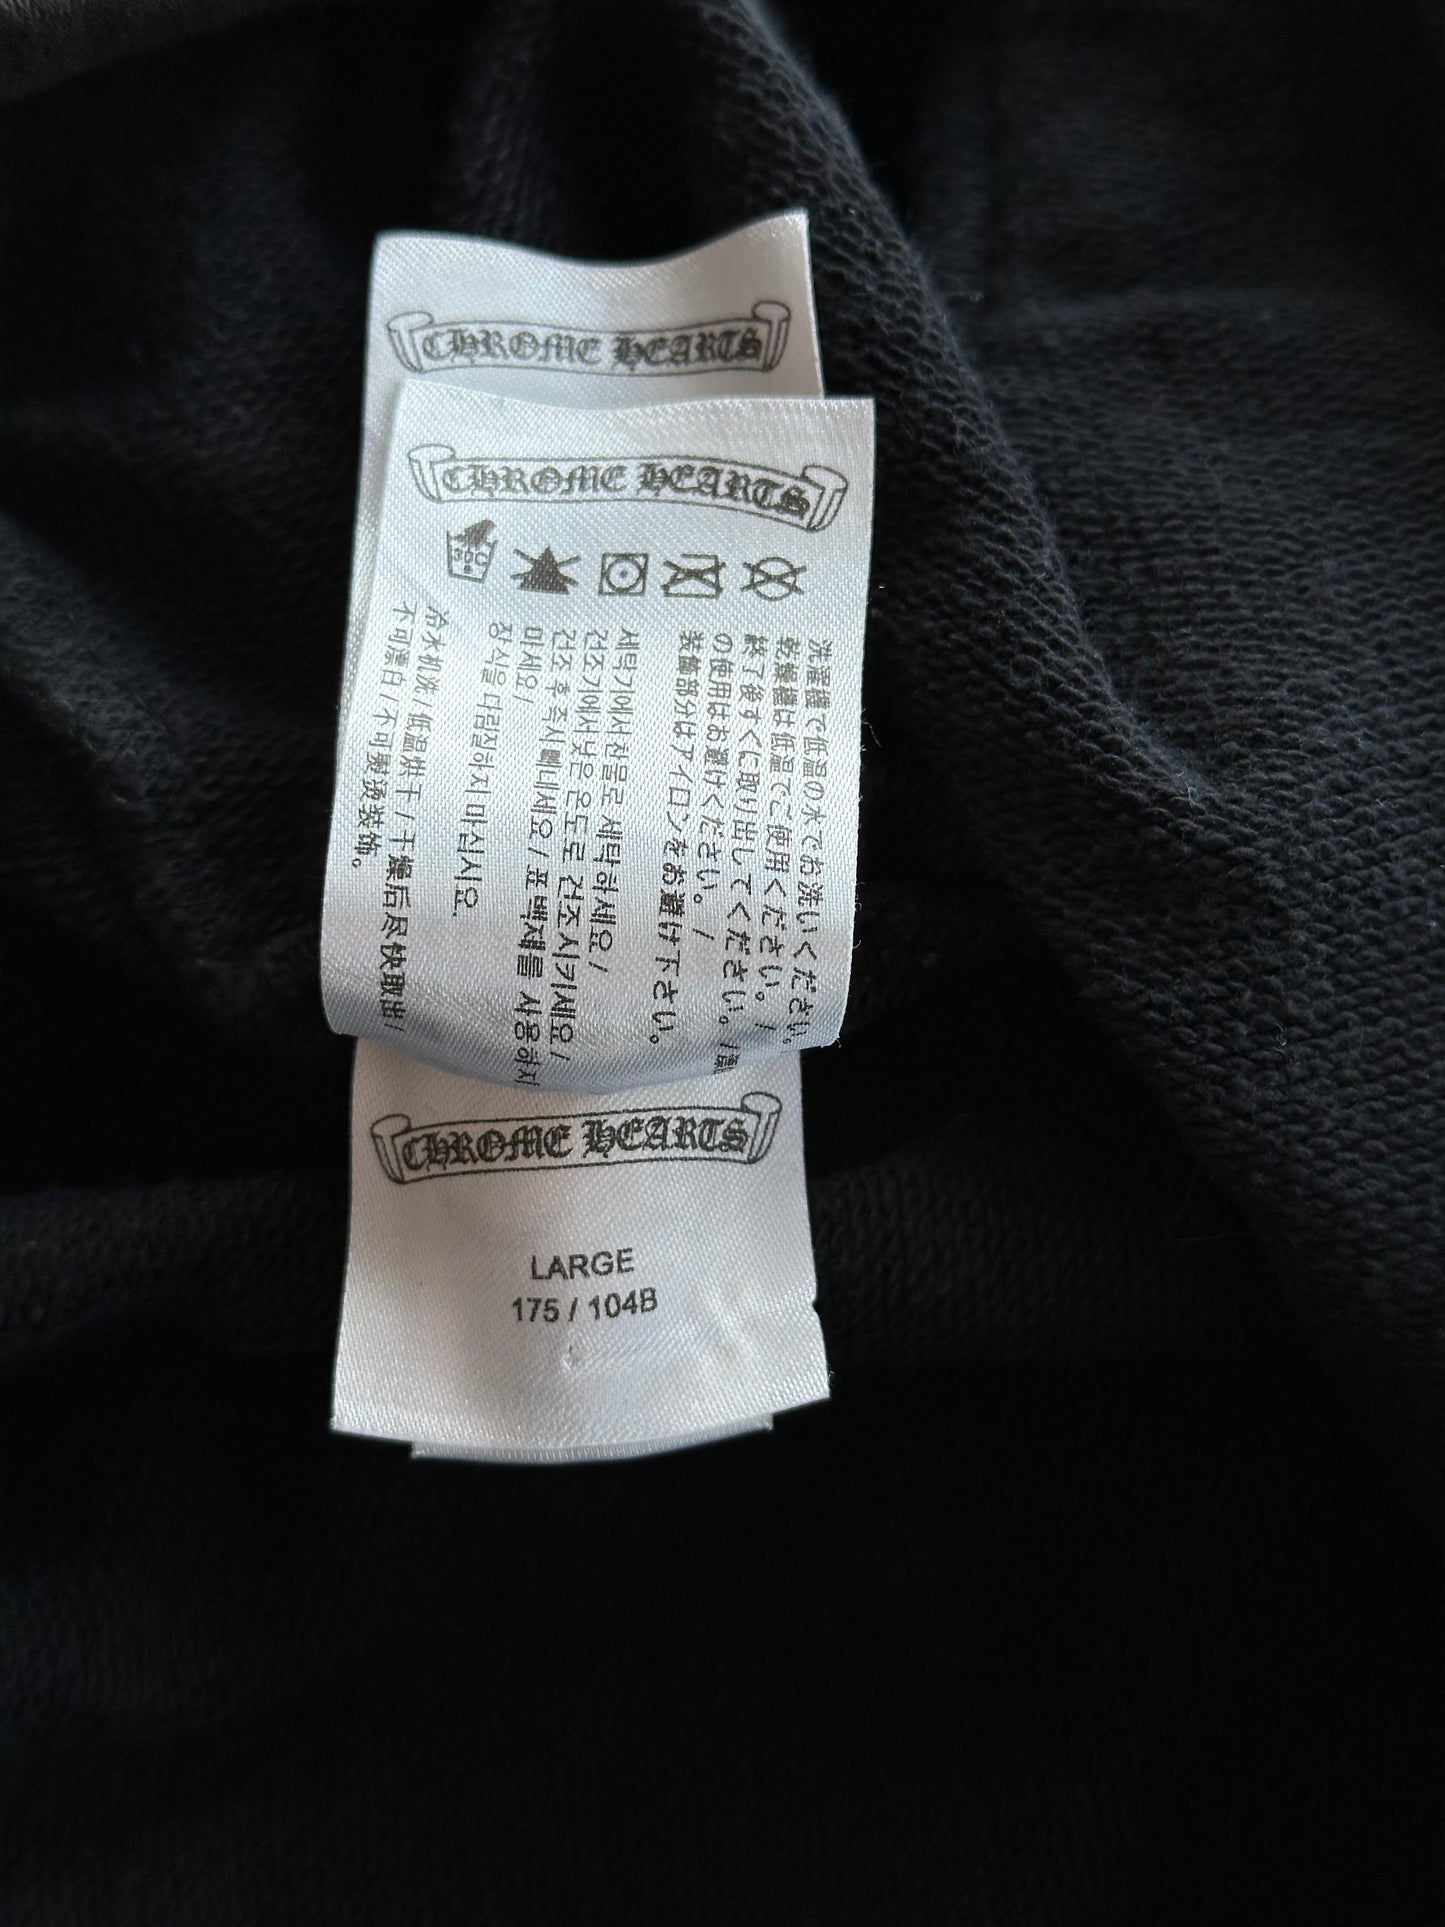 CHROME HEARTS
CHROME HEARTS
30C
洗濯機で低温の水でお洗いください。
乾燥機は低温でご使用ください。/
終了後すぐに取り出してください。/漂
の使用はお避けください。/
装飾部分はアイロンをお避け下さい。
세탁기에서 찬물로 세탁하세요/
건조기에서 낮은 온도로 건조시키세요/
건조 후 즉시 빼내세요/표백제를 사용하지
마세요/
장식을 다림질하지 마십시오.
冷水机洗/低温烘干/干燥后尽快取出/
不可漂白/不可熨烫装饰。
CHROME HEARTS
LARGE
175 / 104B